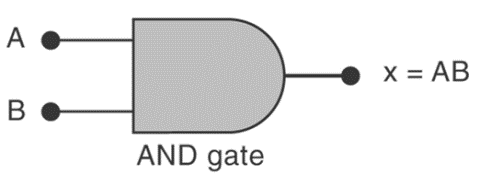 A
B
x = AB
AND gate